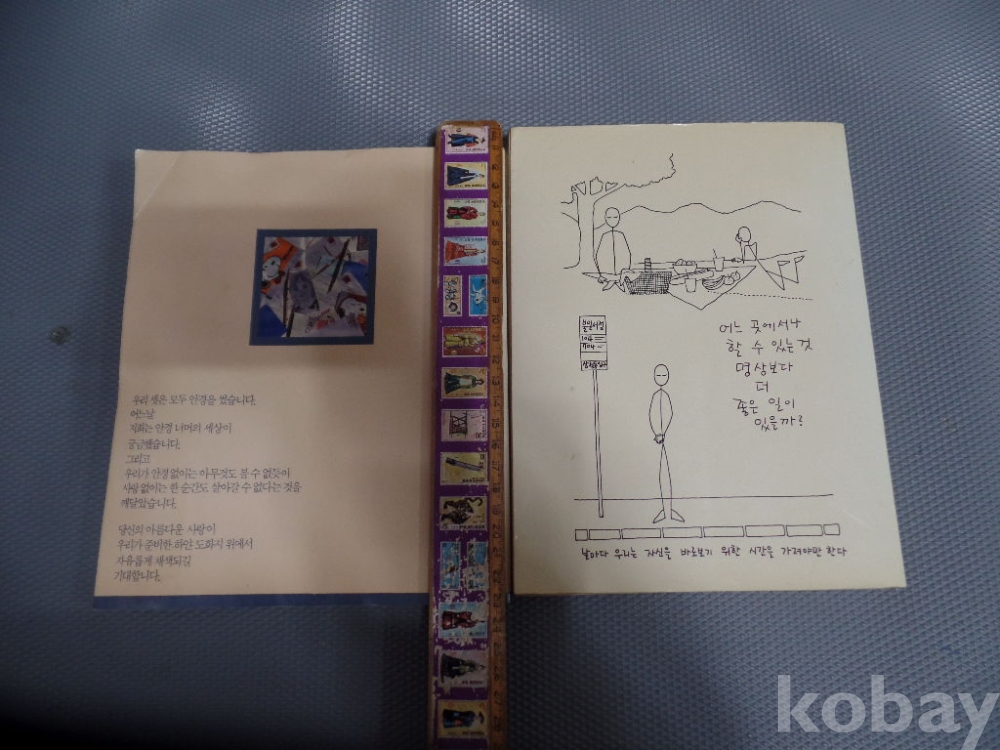 우리 셋은 모두 안경을 썼습니다.
어느날
저희는 안경 너머의 세상이
궁금했습니다.
그리고
우리가 안경 없이는 아무것도 볼 수 없듯이
사랑 없이는 한 순간도 살아갈 수 없다는 것을
깨달았습니다.
당신의 아름다운 사랑이
우리가 준비한 하얀 도화지 위에서
자유롭게 채색되길
기대합니다.
104
704
어느 곳에서나
할 수 있는것
명상보다
더
좋은 일이
있을까?
날마다 우리는 자신을 바로보기 위한 시간을 가져야만 한다
kobay